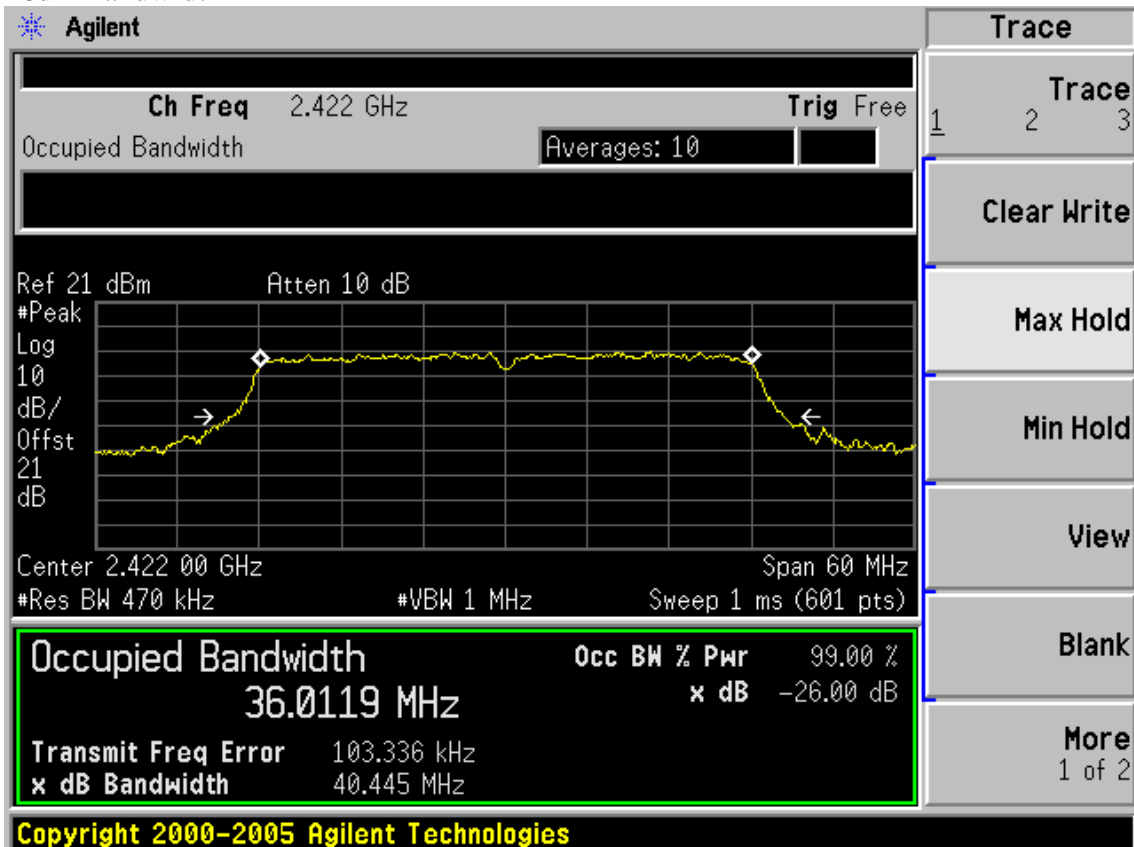 Agilent
Trace
Ch Freq 2.422 GHz Trig Free
Occupied Bandwidth Averages: 10
Ref 21 dBm Atten 10 dB
#Peak
Log
10
dB/
Offst
21
dB
Center 2.422 00 GHz Span 60 MHz
#Res BW 470 kHz #VBW 1 MHz Sweep 1 ms (601 pts)
Occupied Bandwidth Occ BW % Pwr 99.00 %
36.0119 MHz x dB -26.00 dB
Transmit Freq Error 103.336 kHz
x dB Bandwidth 40.445 MHz
Trace
1 2 3
Clear Write
Max Hold
Min Hold
View
Blank
More
1 of 2
Copyright 2000-2005 Agilent Technologies